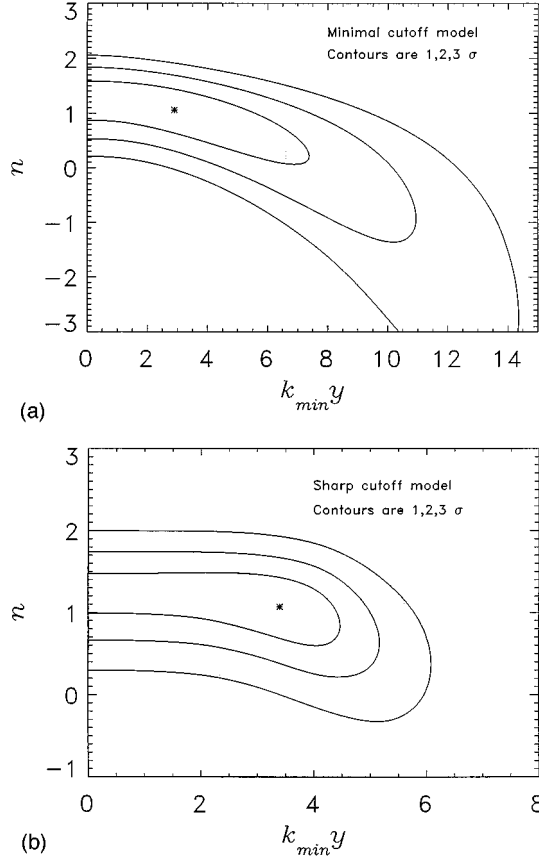 3
2
1
0
−1
−2
−3
n
Minimal cutoff model
Contours are 1,2,3 σ
0 2 4 6 8 10 12 14
k_min y
(a)
3
2
1
0
−1
n
Sharp cutoff model
Contours are 1,2,3 σ
0 2 4 6 8
k_min y
(b)